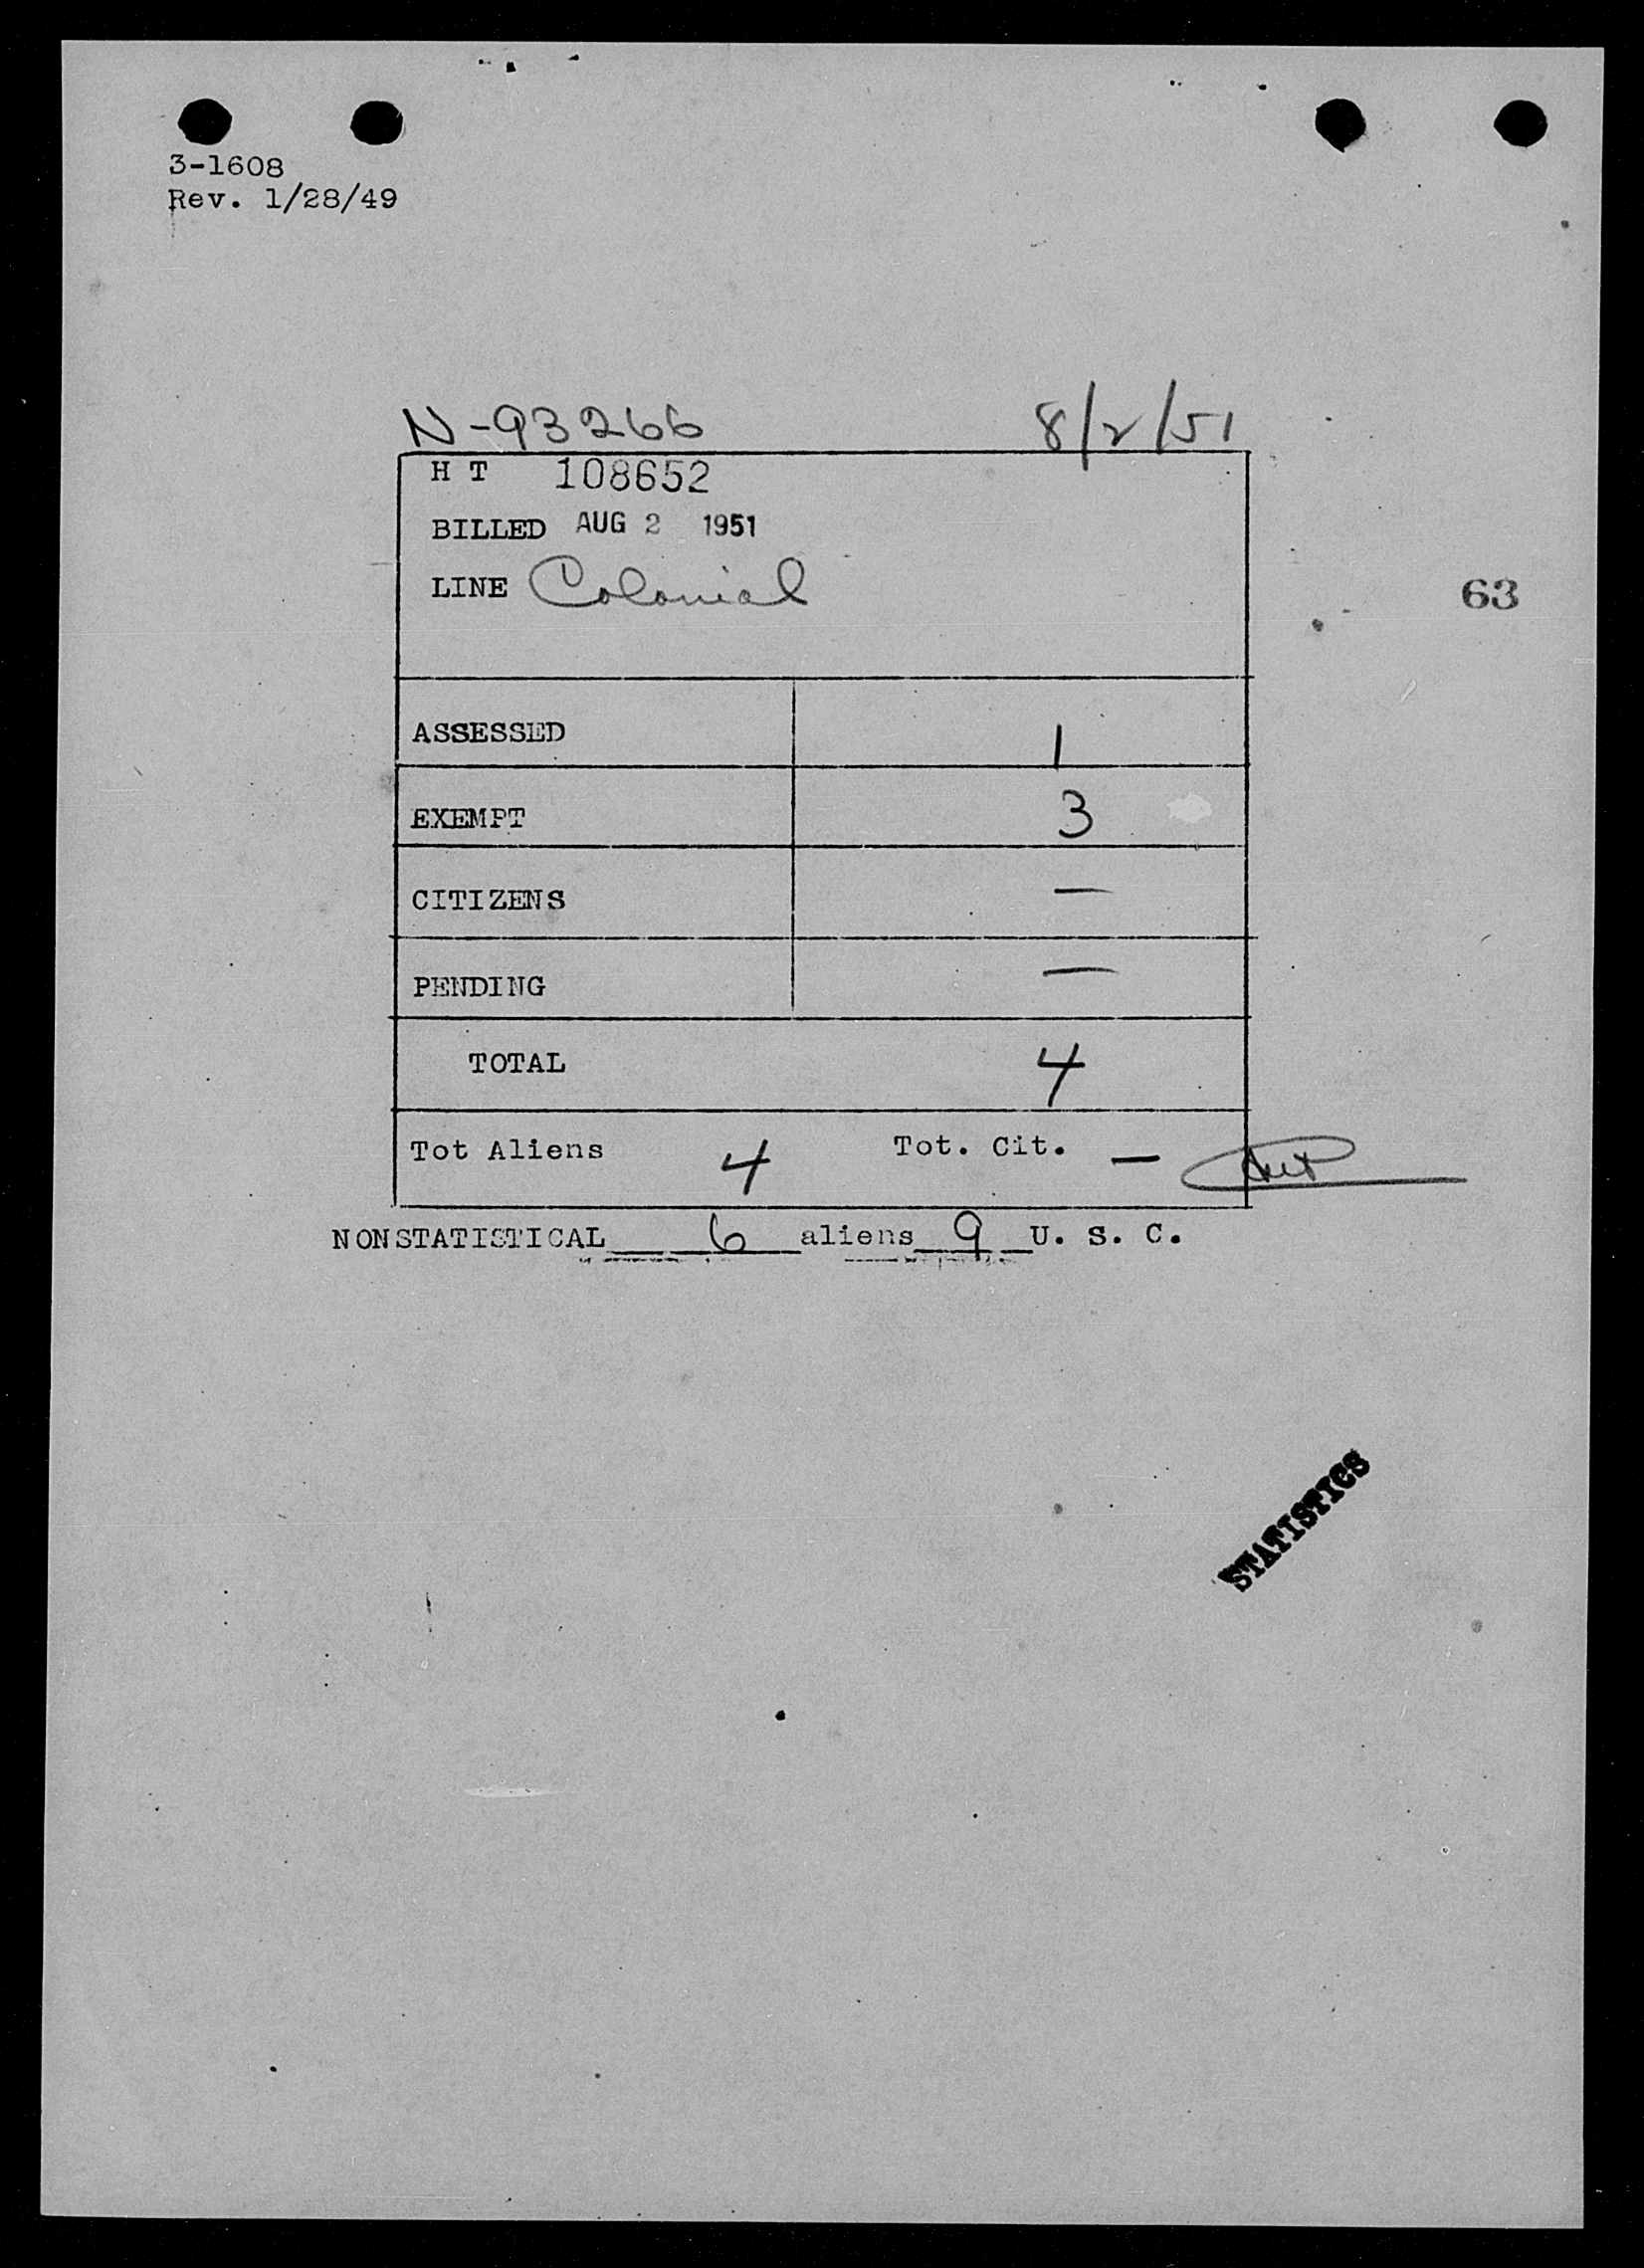 3-1608
Rev. 1/28/49
N-93266 8/2/51
H T 108652
BILLED AUG 2 1951
LINE Colonial
63
ASSESSED 1
EXEMPT 3
CITIZENS —
PENDING —
TOTAL 4
Tot Aliens 4 Tot. Cit. —
NONSTATISTICAL 6 aliens 9 U. S. C.
STATISTICS